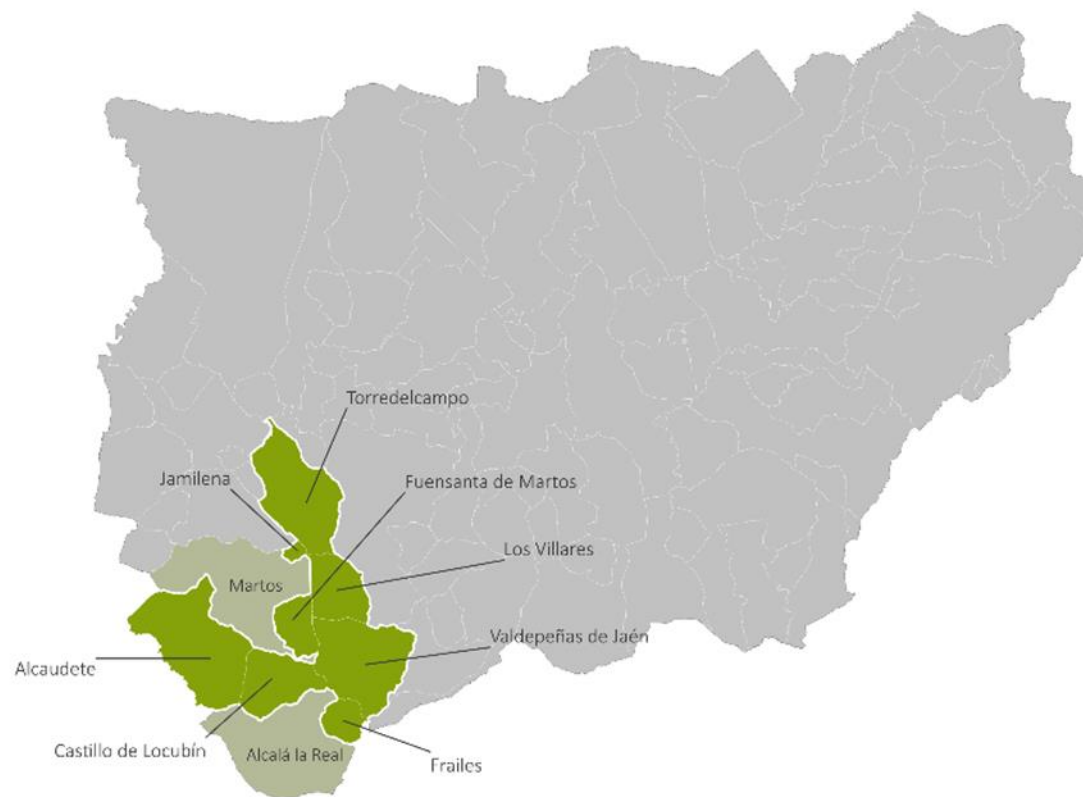 Torredelcampo
Jamilena
Fuensanta de Martos
Los Villares
Martos
Valdepeñas de Jaén
Alcaudete
Castillo de Locubín
Alcalá la Real
Frailes